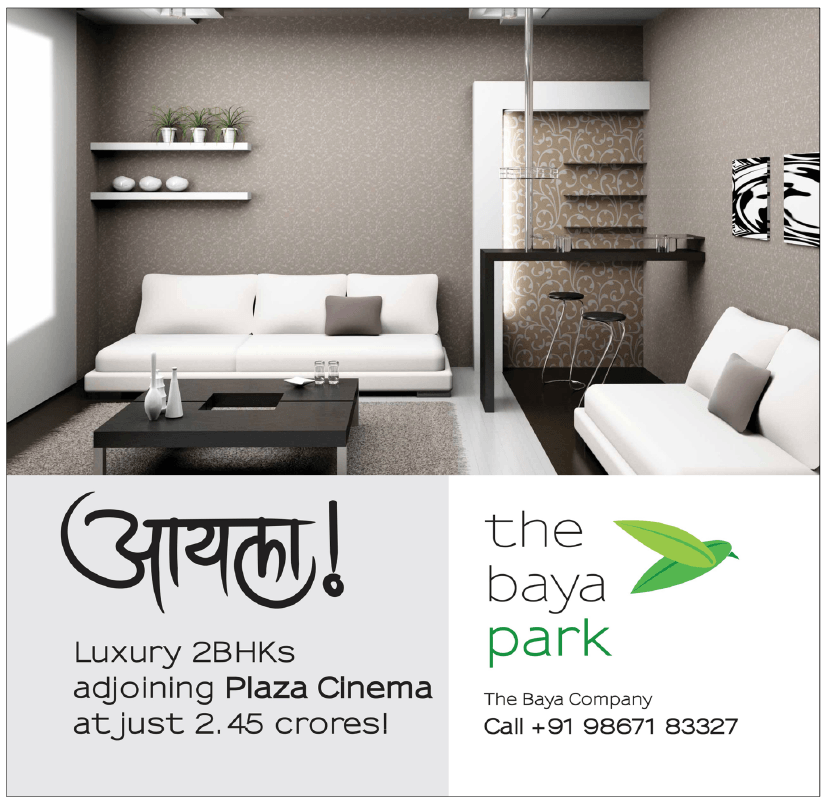 आयला!
Luxury 2BHKs
adjoining Plaza Cinema
at just 2.45 crores!
the
baya
park
The Baya Company
Call +91 98671 83327